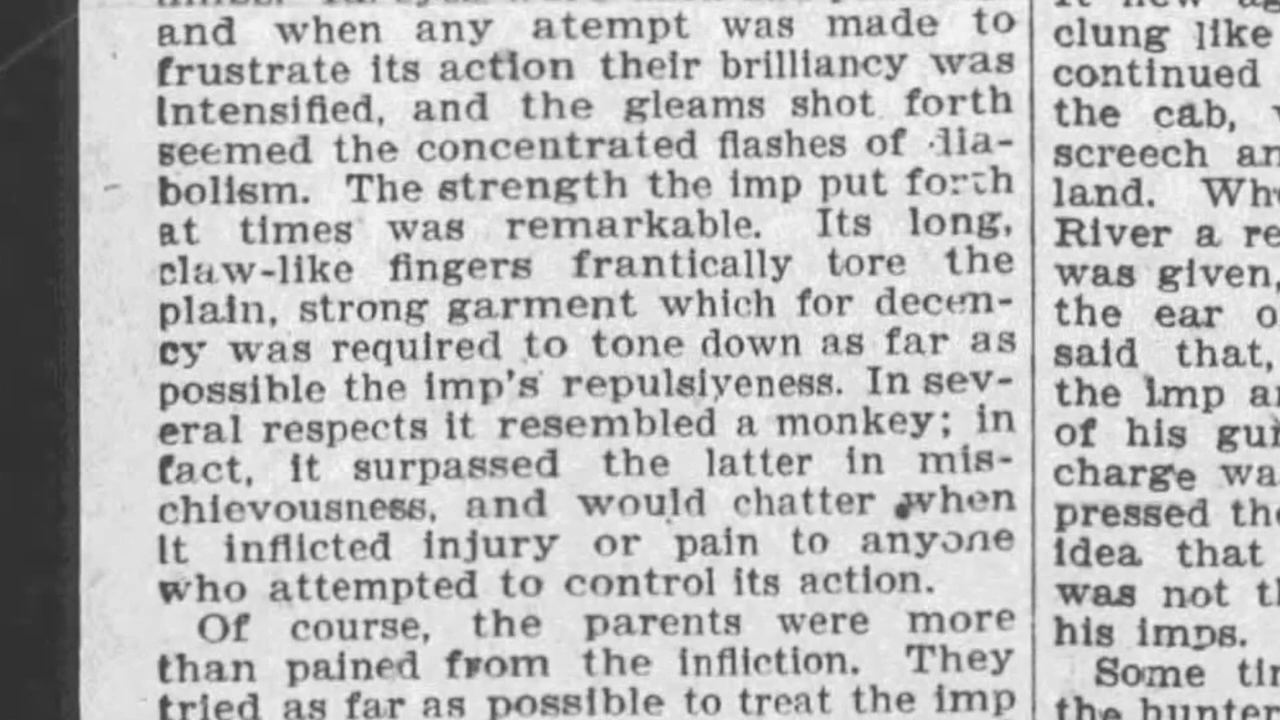 and when any atempt was made to
frustrate its action their brilliancy was
intensified, and the gleams shot forth
seemed the concentrated flashes of dia-
bolism. The strength the imp put forth
at times was remarkable. Its long,
claw-like fingers frantically tore the
plain, strong garment which for decen-
cy was required to tone down as far as
possible the imp's repulsiveness. In sev-
eral respects it resembled a monkey; in
fact, it surpassed the latter in mis-
chievousness, and would chatter when
it inflicted injury or pain to anyone
who attempted to control its action.
Of course, the parents were more
than pained from the infliction. They
tried as far as possible to treat the imp
clung like
continued
the cab,
screech
land.
River a
was given,
the ear
said that,
the imp
of his
charge
pressed
idea that
was not
his imps.
Some
the hunter